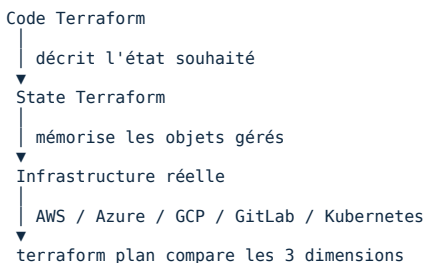 Code Terraform
│
│ décrit l'état souhaité
▼
State Terraform
│
│ mémorise les objets gérés
▼
Infrastructure réelle
│
│ AWS / Azure / GCP / GitLab / Kubernetes
▼
terraform plan compare les 3 dimensions